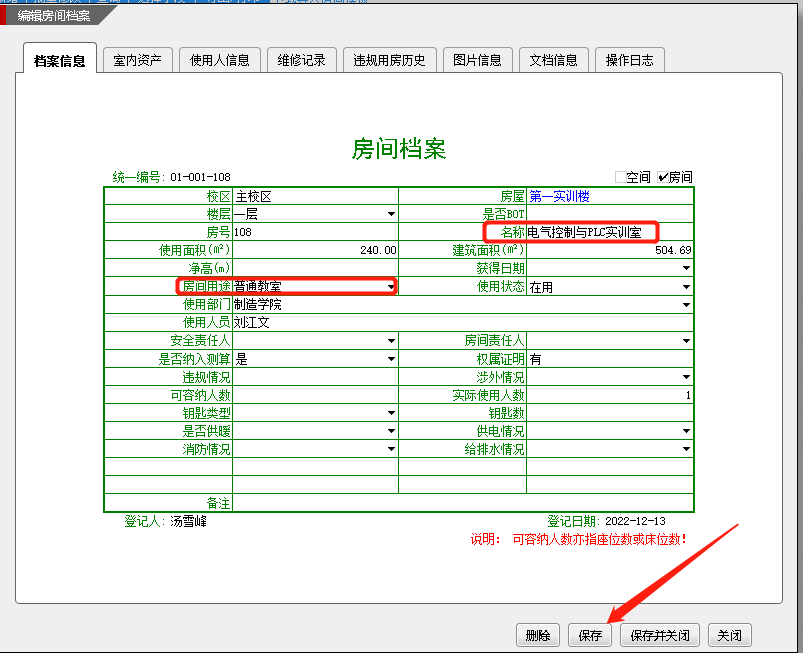 编辑房间档案
档案信息 室内资产 使用人信息 维修记录 违规用房历史 图片信息 文档信息 操作日志
房间档案
统一编号: 01-001-108 空间 房间
校区 主校区 房屋 第一实训楼
楼层 一层 是否BOT
房号 108 名称 电气控制与PLC实训室
使用面积(m²) 240.00 建筑面积(m²) 504.69
净高(m) 获得日期
房间用途 普通教室 使用状态 在用
使用部门 制造学院
使用人员 刘江文
安全责任人 房间责任人
是否纳入测算 是 权属证明 有
违规情况 涉外情况
可容纳人数 实际使用人数 1
钥匙类型 钥匙数
是否供暖 供电情况
消防情况 给排水情况
备注
登记人: 汤雪峰 登记日期: 2022-12-13
说明: 可容纳人数亦指座位数或床位数!
删除 保存 保存并关闭 关闭